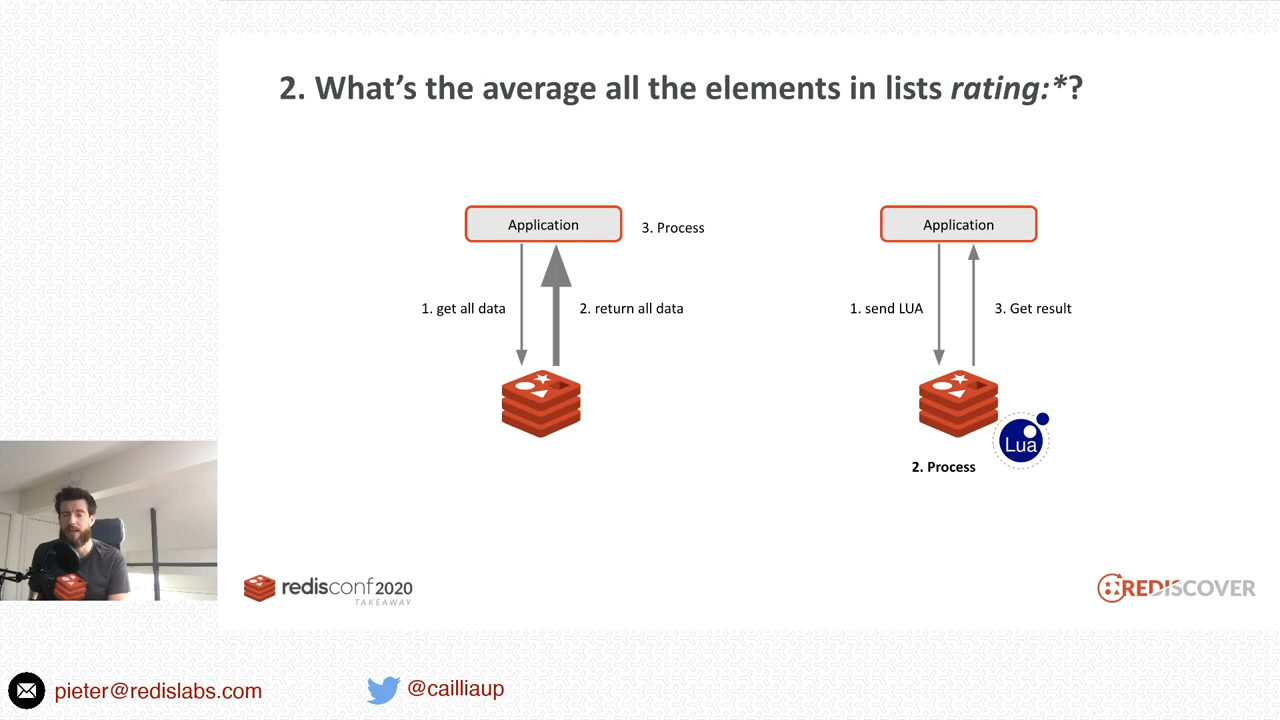 2. What's the average all the elements in lists rating:*?
Application
3. Process
1. get all data
2. return all data
Application
1. send LUA
3. Get result
Lua
2. Process
redisconf 2020
TAKEAWAY
REDISCOVER
pieter@redislabs.com
@cailliaup